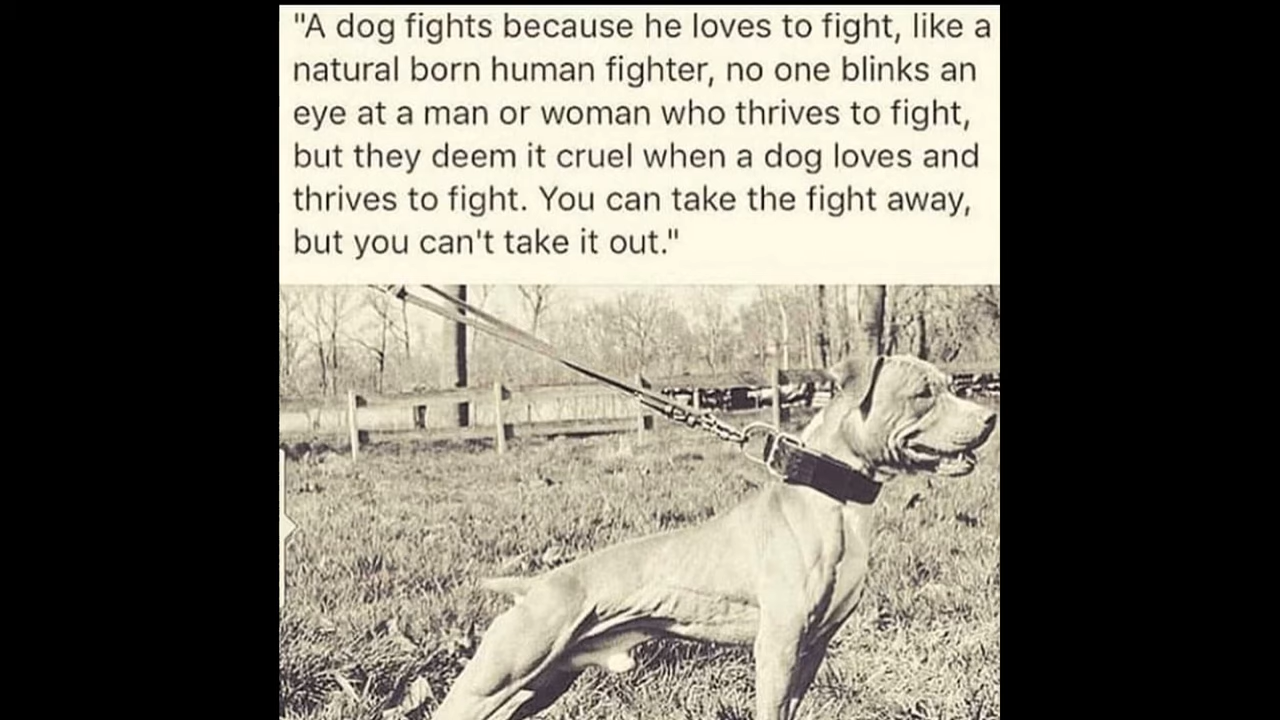 "A dog fights because he loves to fight, like a
natural born human fighter, no one blinks an
eye at a man or woman who thrives to fight,
but they deem it cruel when a dog loves and
thrives to fight. You can take the fight away,
but you can't take it out."